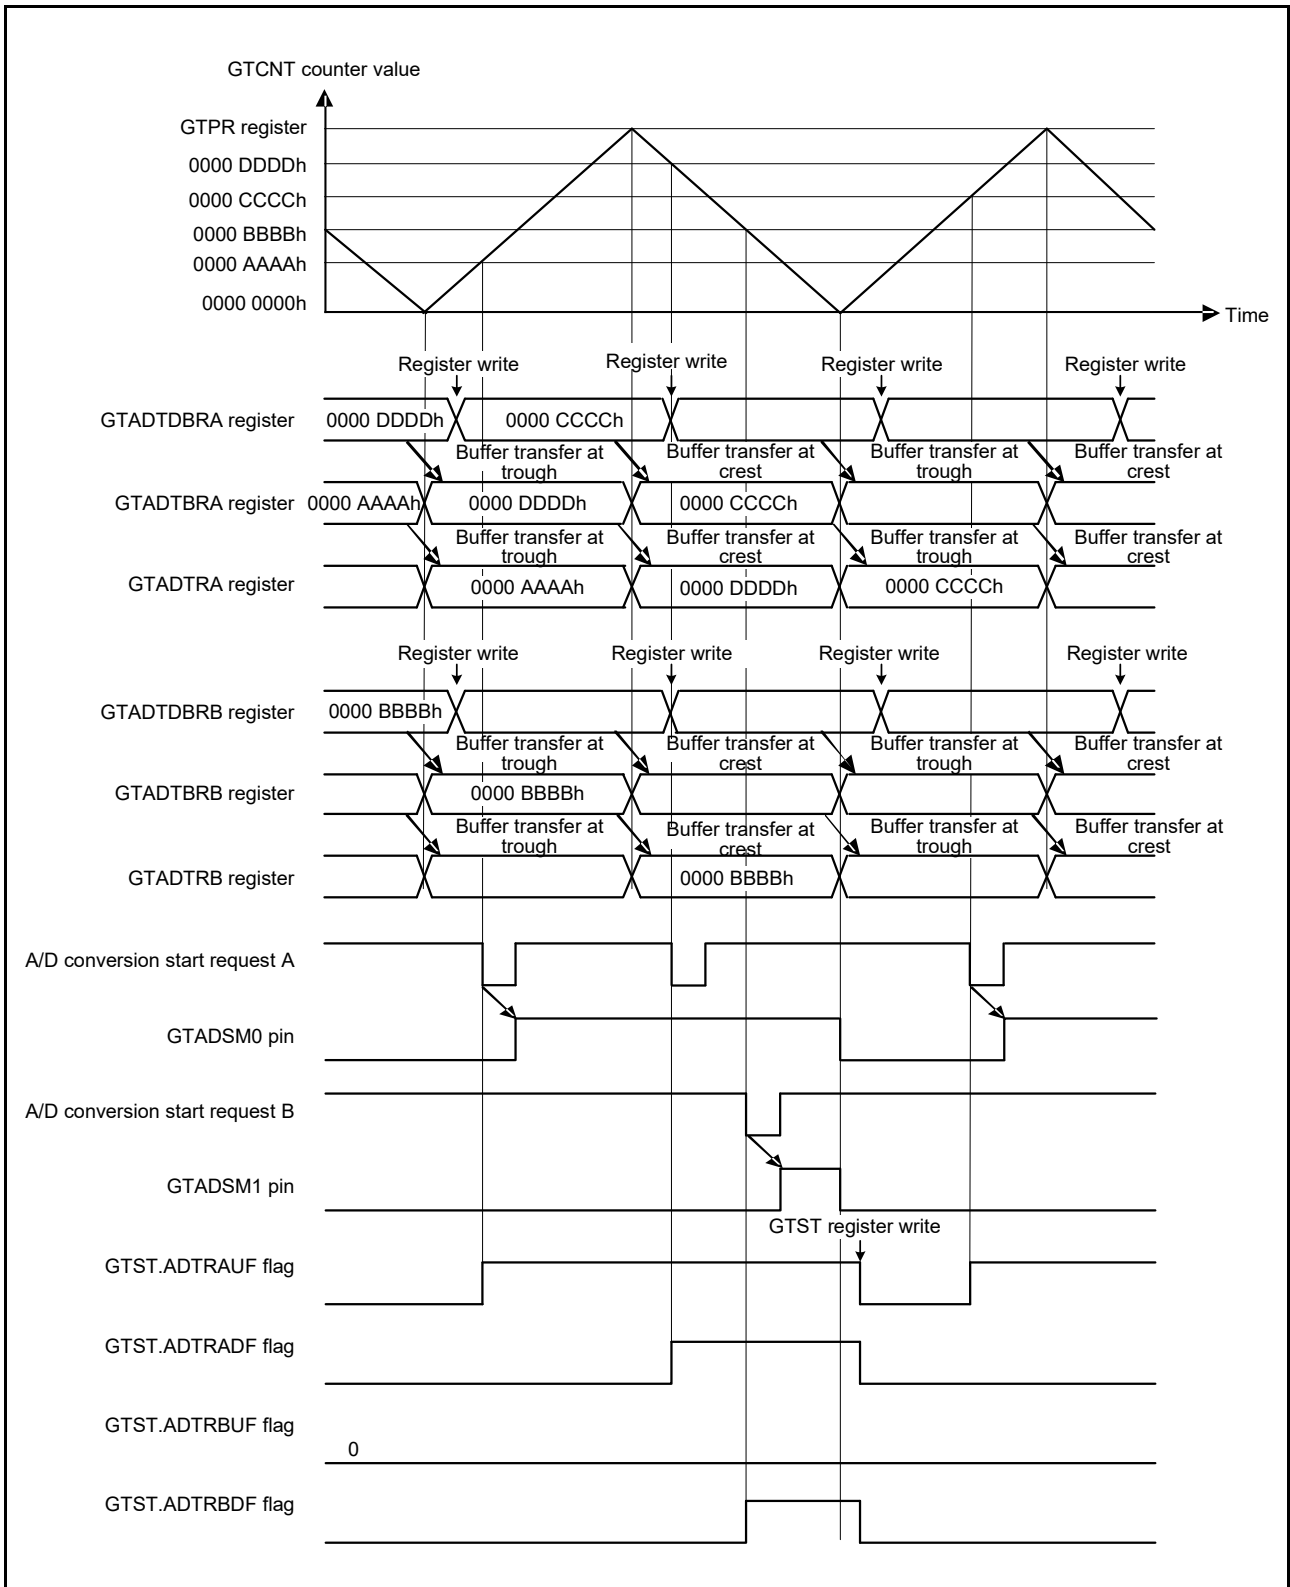 GTCNT counter value
GTPR register
0000 DDDDh
0000 CCCCh
0000 BBBBh
0000 AAAAh
0000 0000h
Time
Register write
Register write
Register write
Register write
GTADTDBRA register
0000 DDDDh
0000 CCCCh
Buffer transfer at
trough
Buffer transfer at
crest
Buffer transfer at
trough
Buffer transfer at
crest
GTADTBRA register
0000 AAAAh
0000 DDDDh
0000 CCCCh
Buffer transfer at
trough
Buffer transfer at
crest
Buffer transfer at
trough
Buffer transfer at
crest
GTADTRA register
0000 AAAAh
0000 DDDDh
0000 CCCCh
Register write
Register write
Register write
Register write
GTADTDBRB register
0000 BBBBh
Buffer transfer at
trough
Buffer transfer at
crest
Buffer transfer at
trough
Buffer transfer at
crest
GTADTBRB register
0000 BBBBh
Buffer transfer at
trough
Buffer transfer at
crest
Buffer transfer at
trough
Buffer transfer at
crest
GTADTRB register
0000 BBBBh
A/D conversion start request A
GTADSM0 pin
A/D conversion start request B
GTADSM1 pin
GTST register write
GTST.ADTRAUF flag
GTST.ADTRADF flag
GTST.ADTRBUF flag
0
GTST.ADTRBDF flag